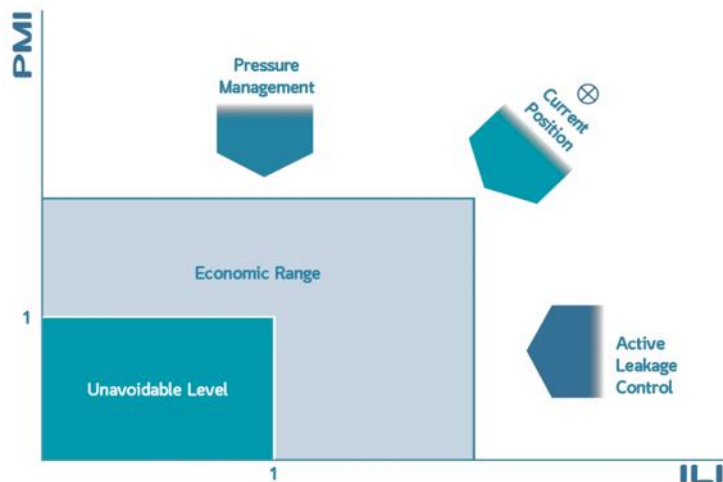 PMI
Pressure
Management
Current
Position
Economic Range
1
Unavoidable Level
Active
Leakage
Control
1
ILI